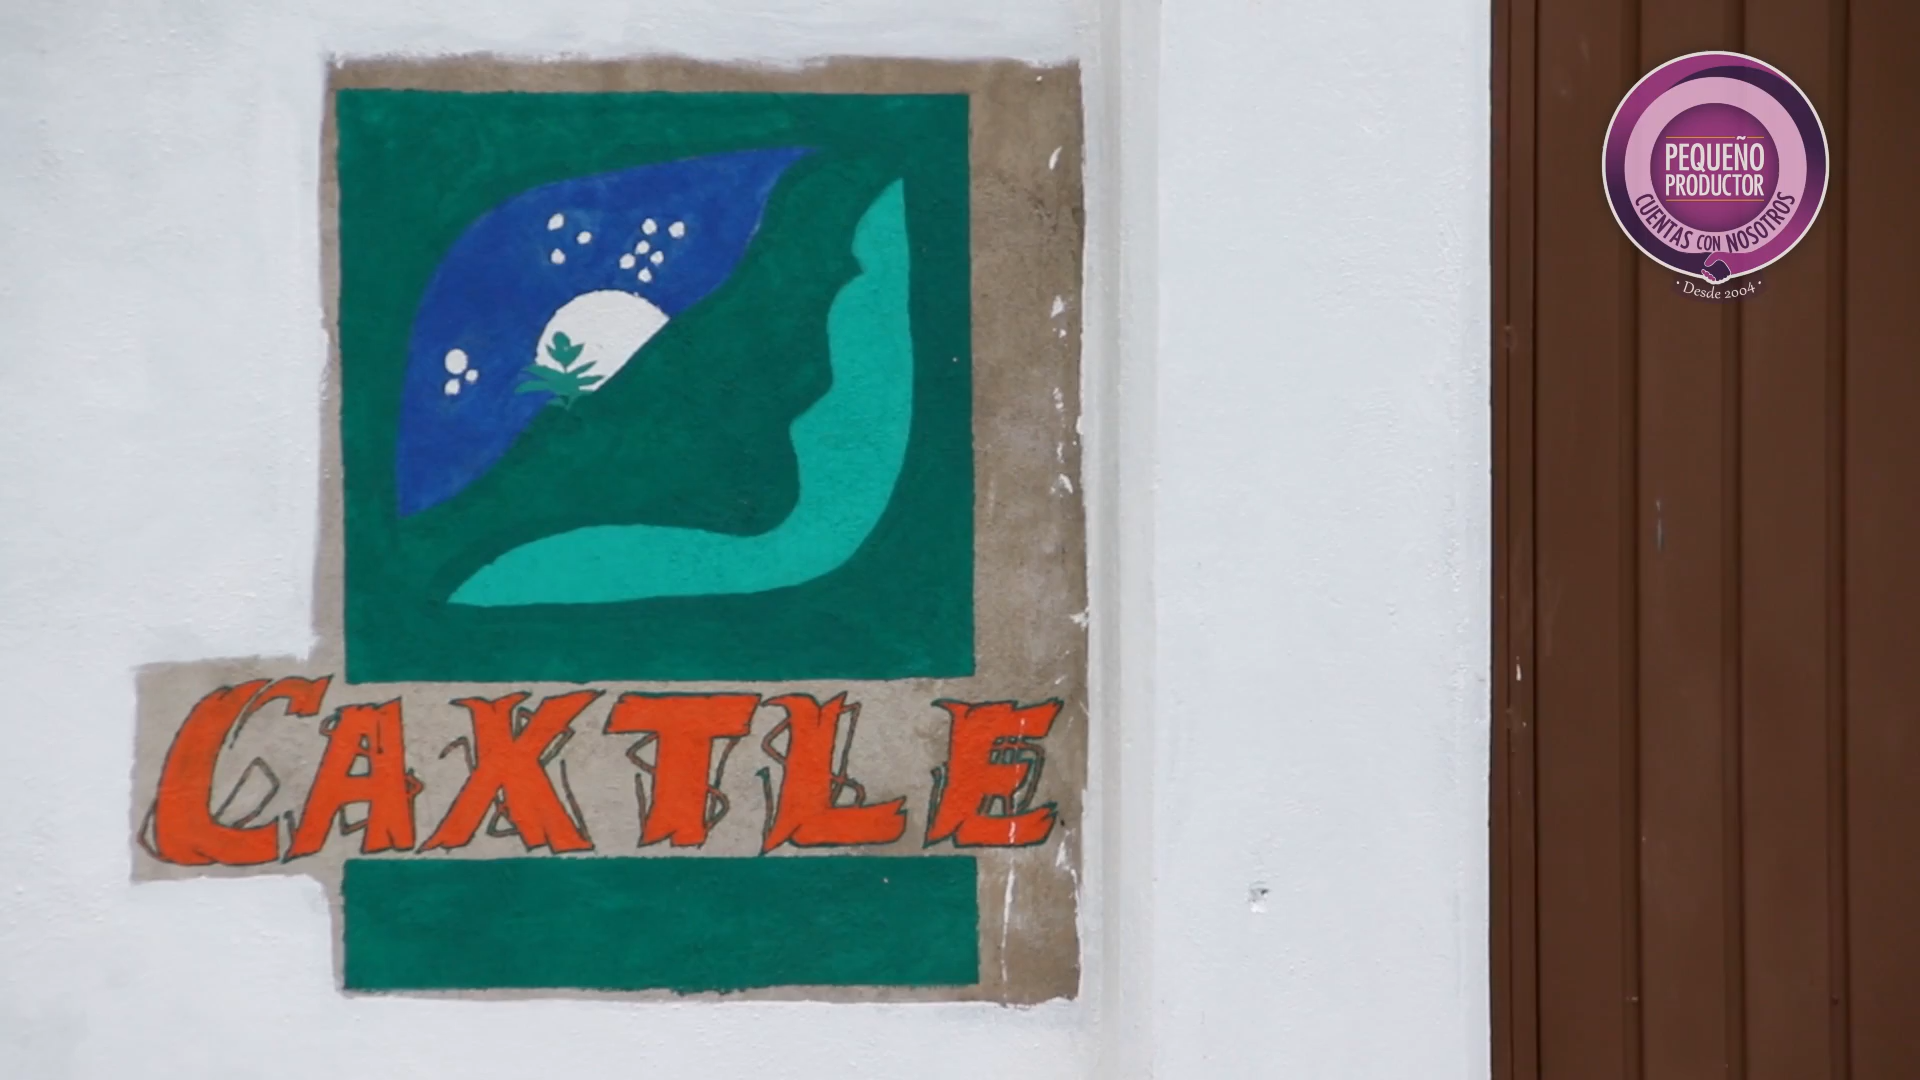 CAXTLE
PEQUEÑO
PRODUCTOR
CUENTAS CON NOSOTROS
· Desde 2004 ·